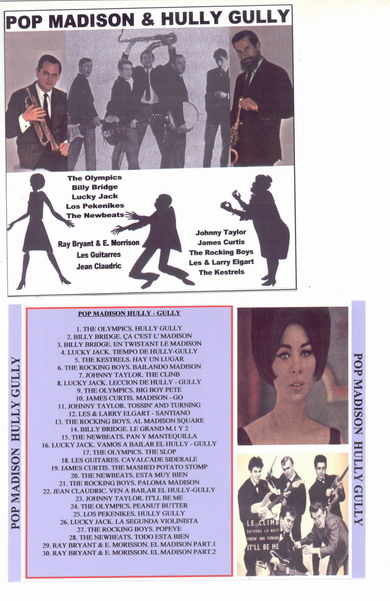 POP MADISON & HULLY GULLY
The Olympics
Billy Bridge
Lucky Jack
Los Pekenikes
The Newbeats
Ray Bryant & E. Morrison
Les Guitarres
Jean Claudric
Johnny Taylor
James Curtis
The Rocking Boys
Les & Larry Elgart
The Kestrels
POP MADISON HULLY GULLY
POP MADISON HULLY - GULLY
1. THE OLYMPICS. HULLY GULLY
2. BILLY BRIDGE. ÇA C'EST L' MADISON
3. BILLY BRIDGE. EN TWISTANT LE MADISON
4. LUCKY JACK. TIEMPO DE HULLY-GULLY
5. THE KESTRELS. HAY UN LUGAR
6. THE ROCKING BOYS. BAILANDO MADISON
7. JOHNNY TAYLOR. THE CLINB
8. LUCKY JACK. LECCION DE HULLY - GULLY
9. THE OLYMPICS. BIG BOY PETE
10. JAMES CURTIS. MADISON - GO
11. JOHNNY TAYLOR. TOSSIN' AND TURNING
12. LES & LARRY ELGART - SANTIANO
13. THE ROCKING BOYS. AL MADISON SQUARE
14. BILLY BRIDGE. LE GRAND M.1 Y 2
15. THE NEWBEATS. PAN Y MANTEQUILLA
16. LUCKY JACK. VAMOS A BAILAR EL HULLY - GULLY
17. THE OLYMPICS. THE SLOP
18. LES GUITARES. CAVALCADE SIDERALE
19. JAMES CURTIS. THE MASHED POTATO STOMP
20. THE NEWBEATS. ESTA MUY BIEN
21. THE ROCKING BOYS. PALOMA MADISON
22. JEAN CLAUDRIC. VEN A BAILAR EL HULLY-GULLY
23. JOHNNY TAYLOR. IT'LL BE ME
24. THE OLYMPICS. PEANUT BUTTER
25. LOS PEKENIKES. HULLY GULLY
26. LUCKY JACK. LA SEGUNDA VIOLINISTA
27. THE ROCKING BOYS. POPEYE
28. THE NEWBEATS. TODO ESTA BIEN
29. RAY BRYANT & E. MORISSON. EL MADISON PART.1
30. RAY BRYANT & E. MORISSON. EL MADISON PART.2
LE CLIMB
IT'LL BE ME
POP MADISON HULLY GULLY